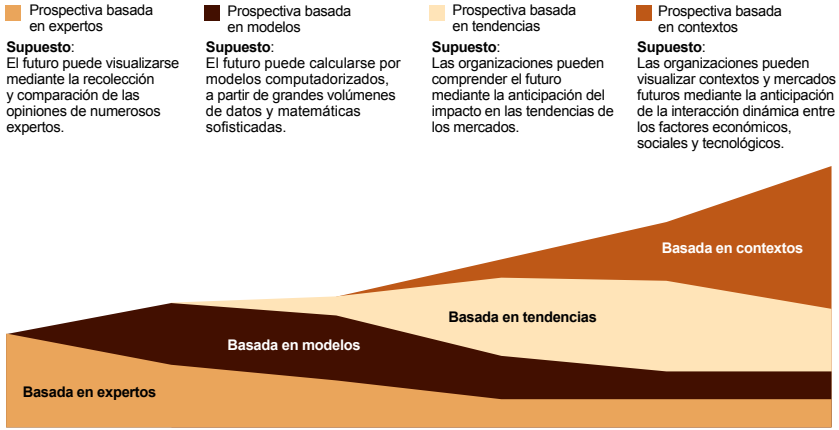 Prospectiva basada
en expertos
Supuesto:
El futuro puede visualizarse
mediante la recolección
y comparación de las
opiniones de numerosos
expertos.
Prospectiva basada
en modelos
Supuesto:
El futuro puede calcularse por
modelos computadorizados,
a partir de grandes volúmenes
de datos y matemáticas
sofisticadas.
Prospectiva basada
en tendencias
Supuesto:
Las organizaciones pueden
comprender el futuro
mediante la anticipación del
impacto en las tendencias de
los mercados.
Prospectiva basada
en contextos
Supuesto:
Las organizaciones pueden
visualizar contextos y mercados
futuros mediante la anticipación
de la interacción dinámica entre
los factores económicos,
sociales y tecnológicos.
Basada en contextos
Basada en tendencias
Basada en modelos
Basada en expertos